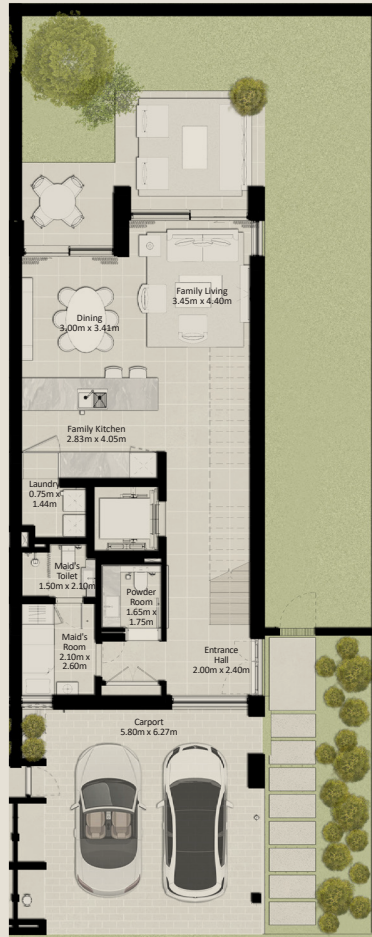 Family Living
3.45m x 4.40m
Dining
3.00m x 3.41m
Family Kitchen
2.83m x 4.05m
Laundry
0.75m x
1.44m
Maid's
Toilet
1.50m x 2.10m
Powder
Room
1.65m x
1.75m
Maid's
Room
2.10m x
2.60m
Entrance
Hall
2.00m x 2.40m
Carport
5.80m x 6.27m